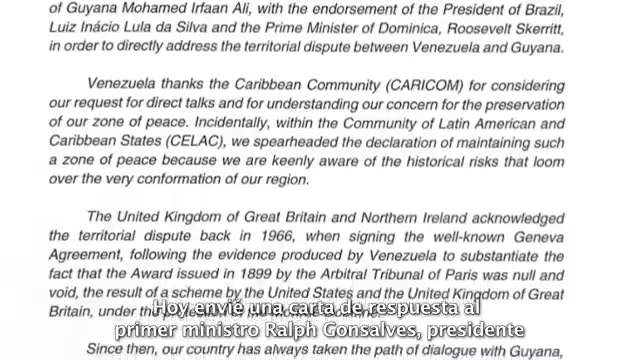 of Guyana Mohamed Irfaan Ali, with the endorsement of the President of Brazil,
Luiz Inácio Lula da Silva and the Prime Minister of Dominica, Roosevelt Skerritt,
in order to directly address the territorial dispute between Venezuela and Guyana.
Venezuela thanks the Caribbean Community (CARICOM) for considering
our request for direct talks and for understanding our concern for the preservation
of our zone of peace. Incidentally, within the Community of Latin American and
Caribbean States (CELAC), we spearheaded the declaration of maintaining such
a zone of peace because we are keenly aware of the historical risks that loom
over the very conformation of our region.
The United Kingdom of Great Britain and Northern Ireland acknowledged
the territorial dispute back in 1966, when signing the well-known Geneva
Agreement, following the evidence produced by Venezuela to substantiate the
fact that the Award issued in 1899 by the Arbitral Tribunal of Paris was null and
void, the result of a scheme by the United States and the United Kingdom of Great
Britain, under
Hoy envié una carta de respuesta al
primer ministro Ralph Gonsalves, presidente
Since then, our country has always taken the path of dialogue with Guyana,